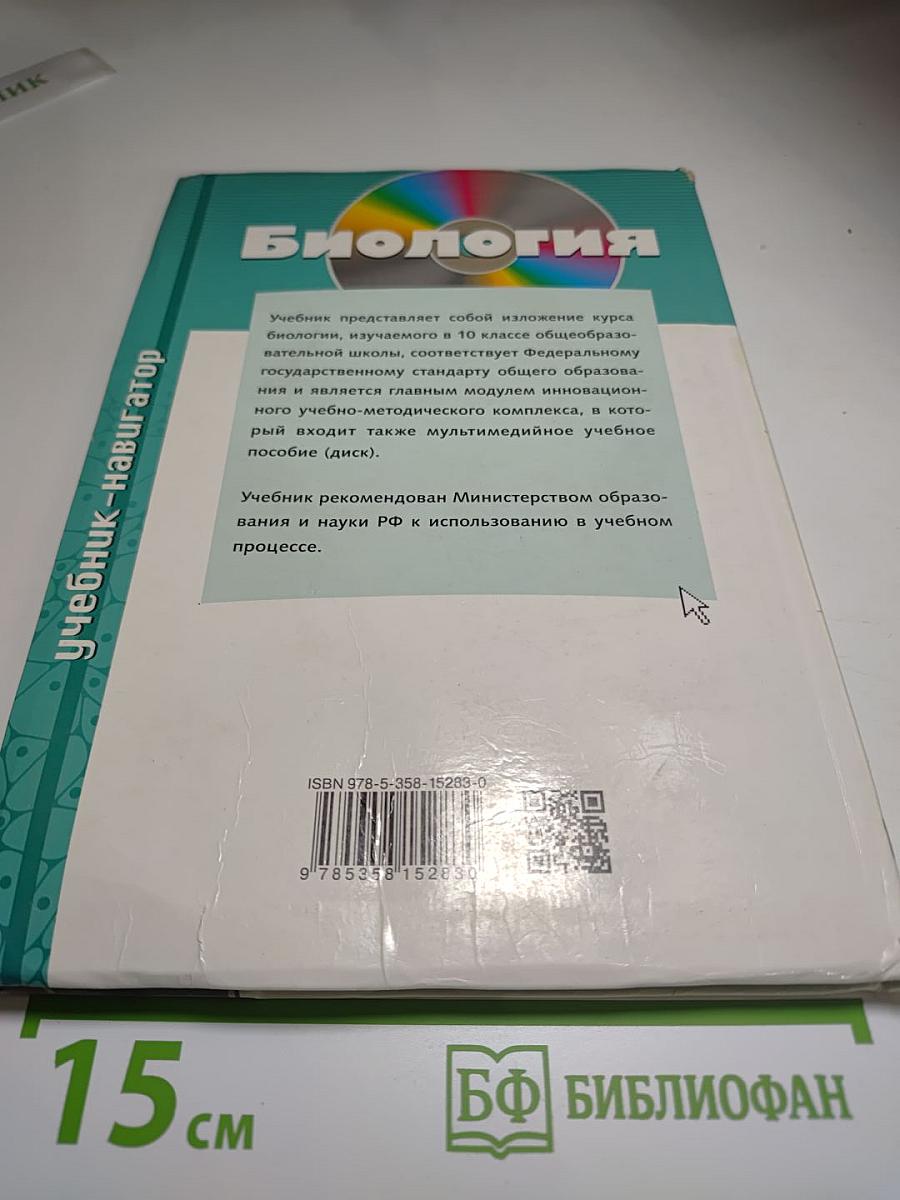 Биология
Учебник представляет собой изложение курса
биологии, изучаемого в 10 классе общеобразо-
вательной школы, соответствует Федеральному
государственному стандарту общего образова-
ния и является главным модулем инновацион-
ного учебно-методического комплекса, в кото-
рый входит также мультимедийное учебное
пособие (диск).
Учебник рекомендован Министерством образо-
вания и науки РФ к использованию в учебном
процессе.
учебник-навигатор
ISBN 978-5-358-15283-0
9 785358 152830
15 см
БФ БИБЛИОФАН